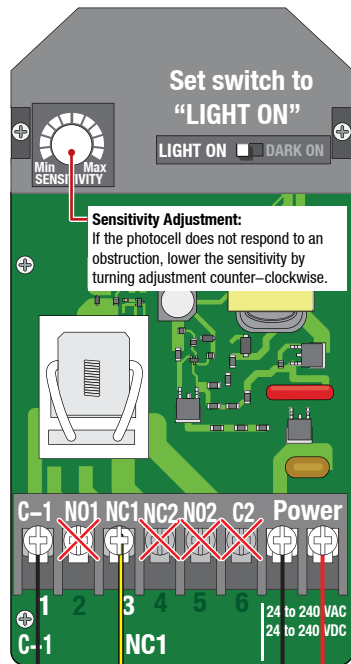 Set switch to
“LIGHT ON”
LIGHT ON DARK ON
Min Max
SENSITIVITY
Sensitivity Adjustment:
If the photocell does not respond to an
obstruction, lower the sensitivity by
turning adjustment counter–clockwise.
C–1 NO1 NC1 NC2 NO2 C2 Power
1 2 3 4 5 6
24 to 240 VAC
24 to 240 VDC
C–1 NC1